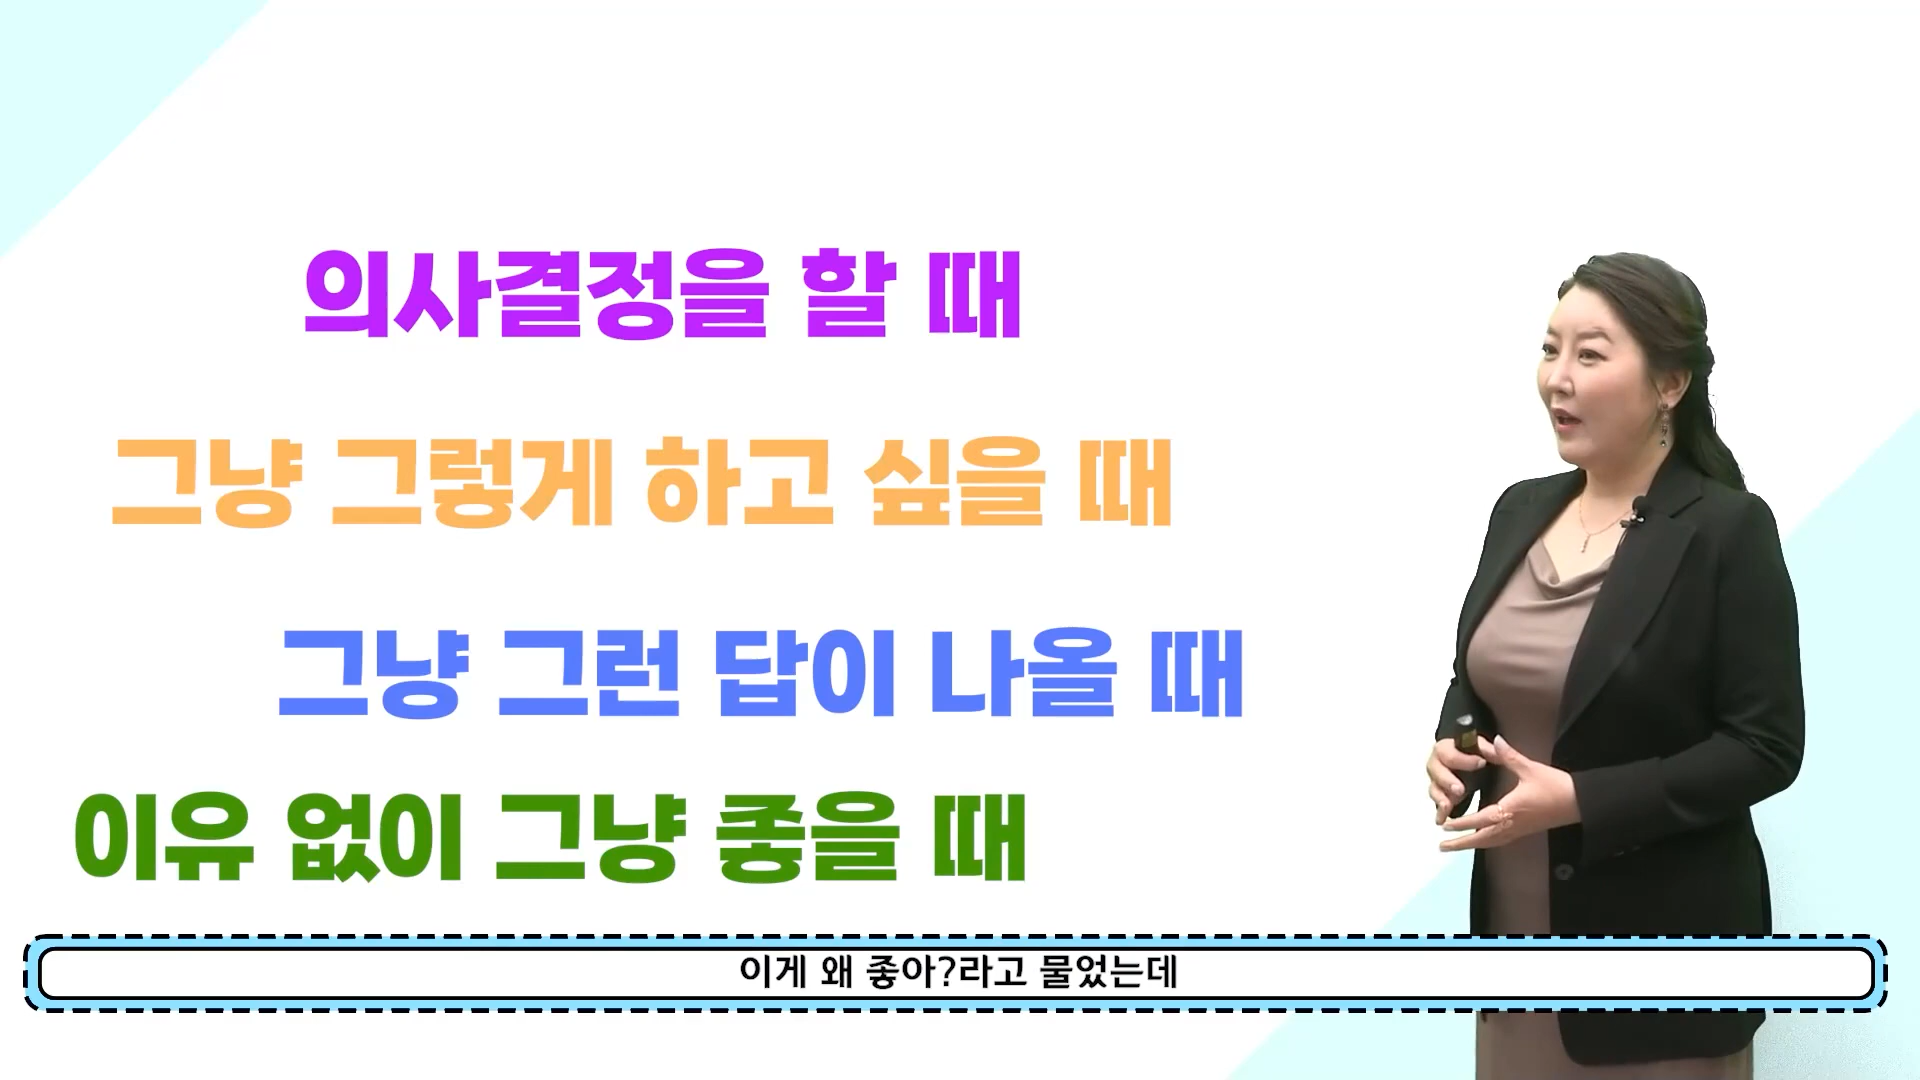 의사결정을 할 때
그냥 그렇게 하고 싶을 때
그냥 그런 답이 나올 때
이유 없이 그냥 좋을 때
이게 왜 좋아?라고 물었는데